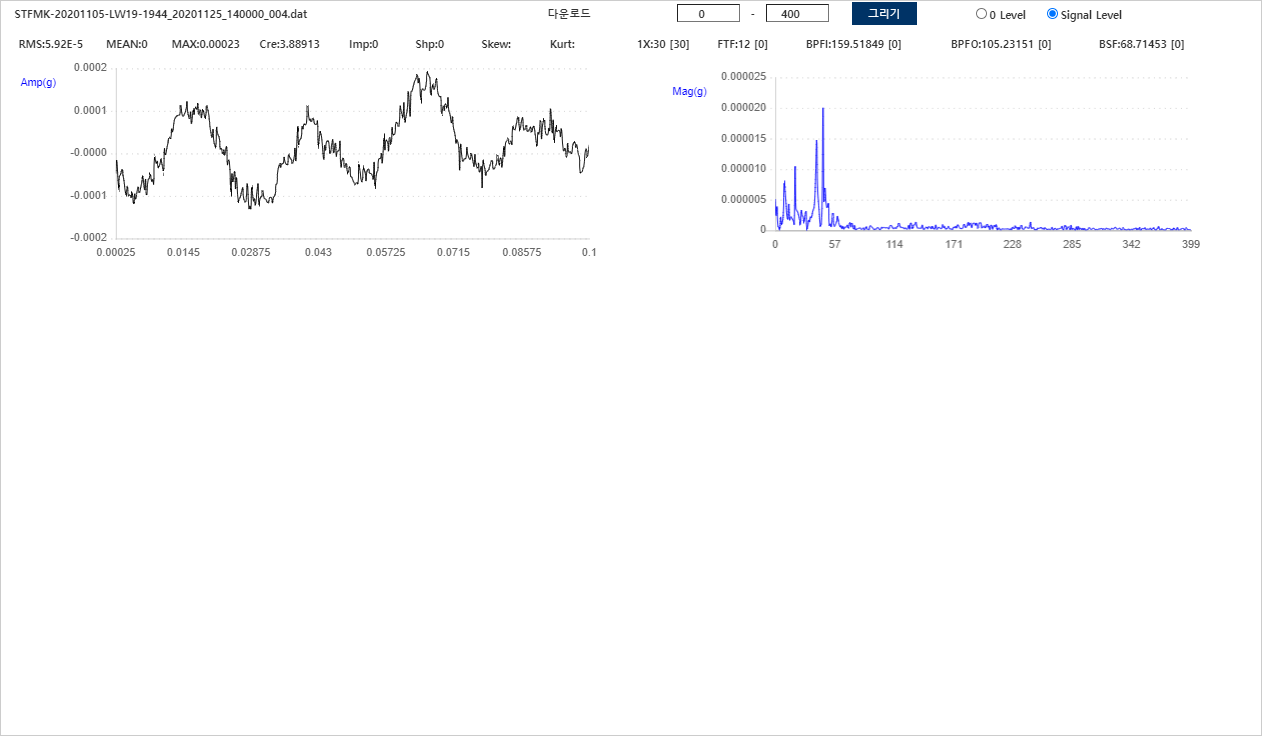 STFMK-20201105-LW19-1944_20201125_140000_004.dat 다운로드 0 - 400 그리기 0 Level Signal Level
RMS:5.92E-5 MEAN:0 MAX:0.00023 Cre:3.88913 Imp:0 Shp:0 Skew: Kurt: 1X:30 [30] FTF:12 [0] BPFI:159.51849 [0] BPFO:105.23151 [0] BSF:68.71453 [0]
Amp(g)
0.0002
0.0001
-0.0000
-0.0001
-0.0002
0.00025 0.0145 0.02875 0.043 0.05725 0.0715 0.08575 0.1
Mag(g)
0.000025
0.000020
0.000015
0.000010
0.000005
0
0 57 114 171 228 285 342 399